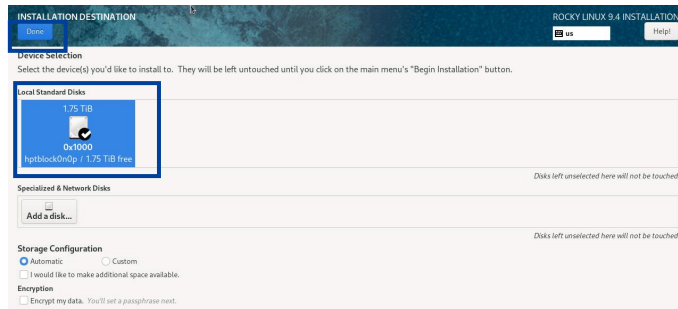 INSTALLATION DESTINATION
ROCKY LINUX 9.4 INSTALLATION
Done
us
Help!
Device Selection
Select the device(s) you'd like to install to. They will be left untouched until you click on the main menu's "Begin Installation" button.
Local Standard Disks
1.75 TiB
0x1000
hptblock0n0p / 1.75 TiB free
Disks left unselected here will not be touched
Specialized & Network Disks
Add a disk...
Disks left unselected here will not be touched
Storage Configuration
Automatic
Custom
I would like to make additional space available.
Encryption
Encrypt my data. You'll set a passphrase next.